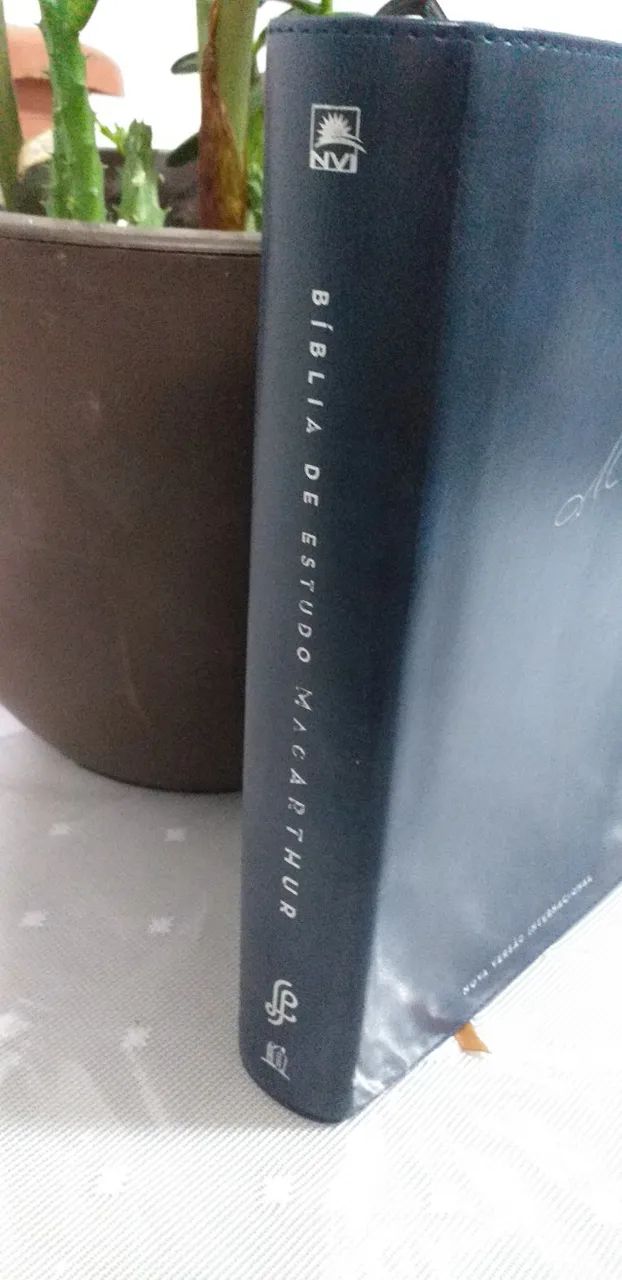 NVI
BÍBLIA DE ESTUDO MACARTHUR
NOVA VERSÃO INTERNACIONAL